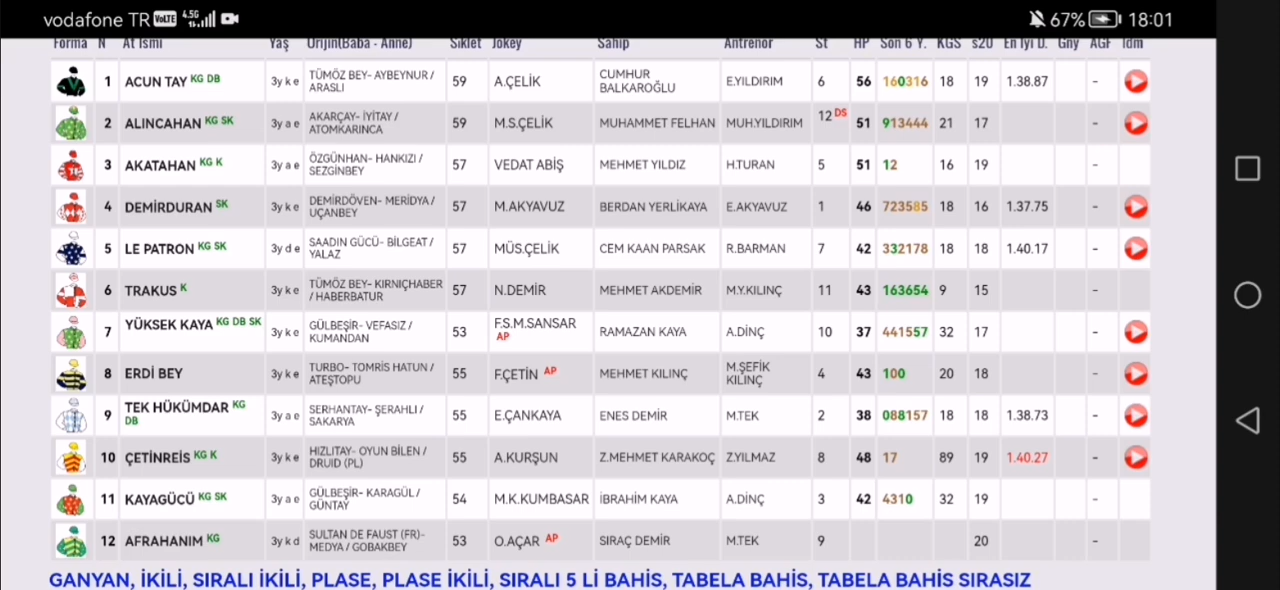 vodafone TR VoLTE 4.5G 67% 18:01
Forma N At İsmi Yaş Orijin(Baba - Anne) Sıklet Jokey Sahip Antrenör St HP Son 6 Y. KGS s20 En İyi D. Gny AGF İdm
1 ACUN TAY KG DB 3y k e TÜMÖZ BEY- AYBEYNUR / ARASLI 59 A.ÇELİK CUMHUR BALKAROĞLU E.YILDIRIM 6 56 160316 18 19 1.38.87 -
2 ALINCAHAN KG SK 3y a e AKARÇAY- İYİTAY / ATOMKARINCA 59 M.S.ÇELİK MUHAMMET FELHAN MUH.YILDIRIM 12 DS 51 913444 21 17 -
3 AKATAHAN KG K 3y a e ÖZGÜNHAN- HANKIZI / SEZGİNBEY 57 VEDAT ABİŞ MEHMET YILDIZ H.TURAN 5 51 12 16 19 -
4 DEMİRDURAN SK 3y k e DEMİRDÖVEN- MERİDYA / UÇANBEY 57 M.AKYAVUZ BERDAN YERLİKAYA E.AKYAVUZ 1 46 723585 18 16 1.37.75 -
5 LE PATRON KG SK 3y d e SAADIN GÜCÜ- BİLGEAT / YALAZ 57 MÜS.ÇELİK CEM KAAN PARSAK R.BARMAN 7 42 332178 18 18 1.40.17 -
6 TRAKUS K 3y k e TÜMÖZ BEY- KIRNIÇHABER / HABERBATUR 57 N.DEMİR MEHMET AKDEMİR M.Y.KILINÇ 11 43 163654 9 15 -
7 YÜKSEK KAYA KG DB SK 3y k e GÜLBEŞİR- VEFASIZ / KUMANDAN 53 F.S.M.SANSAR AP RAMAZAN KAYA A.DİNÇ 10 37 441557 32 17 -
8 ERDİ BEY 3y k e TURBO- TOMRİS HATUN / ATEŞTOPU 55 F.ÇETİN AP MEHMET KILINÇ M.ŞEFİK KILINÇ 4 43 100 20 18 -
9 TEK HÜKÜMDAR KG DB 3y a e SERHANTAY- ŞERAHLI / SAKARYA 55 E.ÇANKAYA ENES DEMİR M.TEK 2 38 088157 18 18 1.38.73 -
10 ÇETİNREİS KG K 3y k e HIZLITAY- OYUN BİLEN / DRUID (PL) 55 A.KURŞUN Z.MEHMET KARAKOÇ Z.YILMAZ 8 48 17 89 19 1.40.27 -
11 KAYAGÜCÜ KG SK 3y a e GÜLBEŞİR- KARAGÜL / GÜNTAY 54 M.K.KUMBASAR İBRAHİM KAYA A.DİNÇ 3 42 4310 32 19 -
12 AFRAHANIM KG 3y k d SULTAN DE FAUST (FR)- MEDYA / GOBAKBEY 53 O.AÇAR AP SIRAÇ DEMİR M.TEK 9 20 -
GANYAN, İKİLİ, SIRALI İKİLİ, PLASE, PLASE İKİLİ, SIRALI 5 Lİ BAHİS, TABELA BAHİS, TABELA BAHİS SIRASIZ